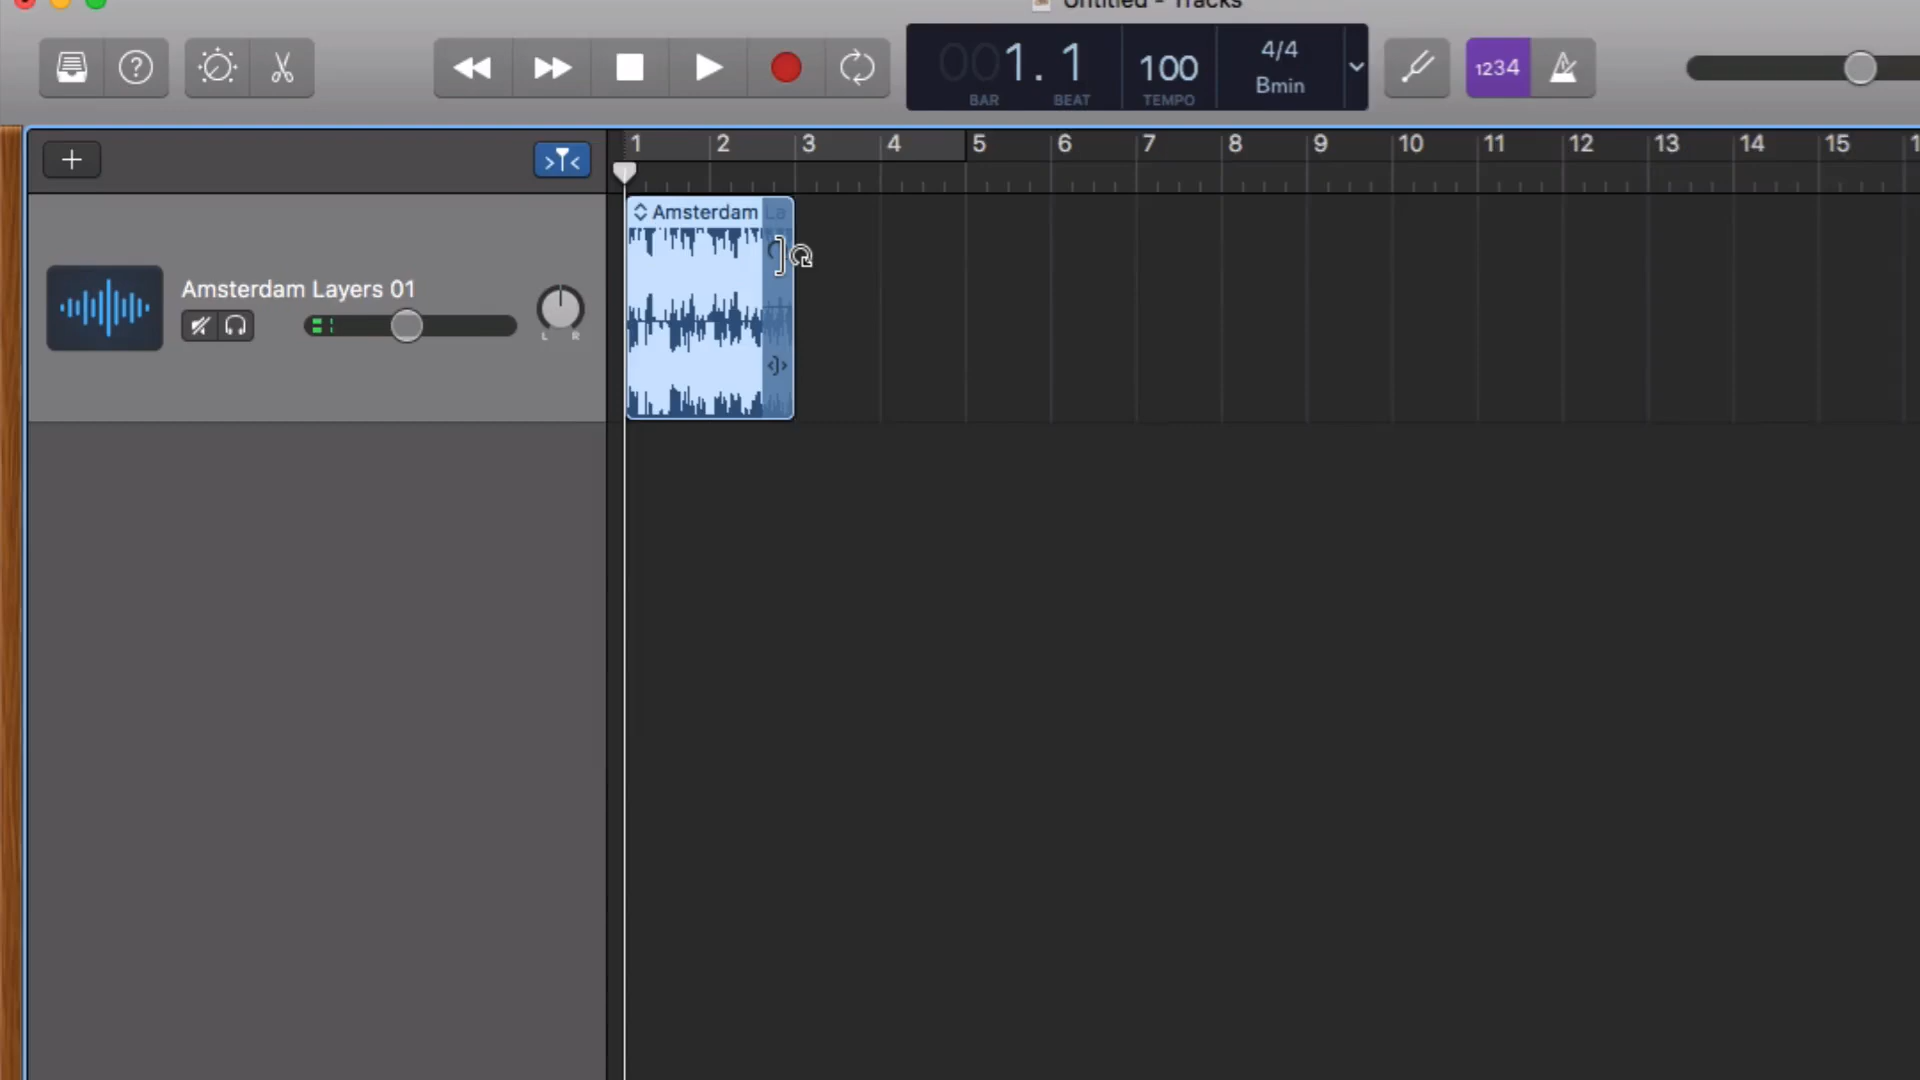 Untitled - Tracks
001. 1
BAR
BEAT
100
TEMPO
4/4
Bmin
1234
1
2
3
4
5
6
7
8
9
10
11
12
13
14
15
Amsterdam La
Amsterdam Layers 01
L
R